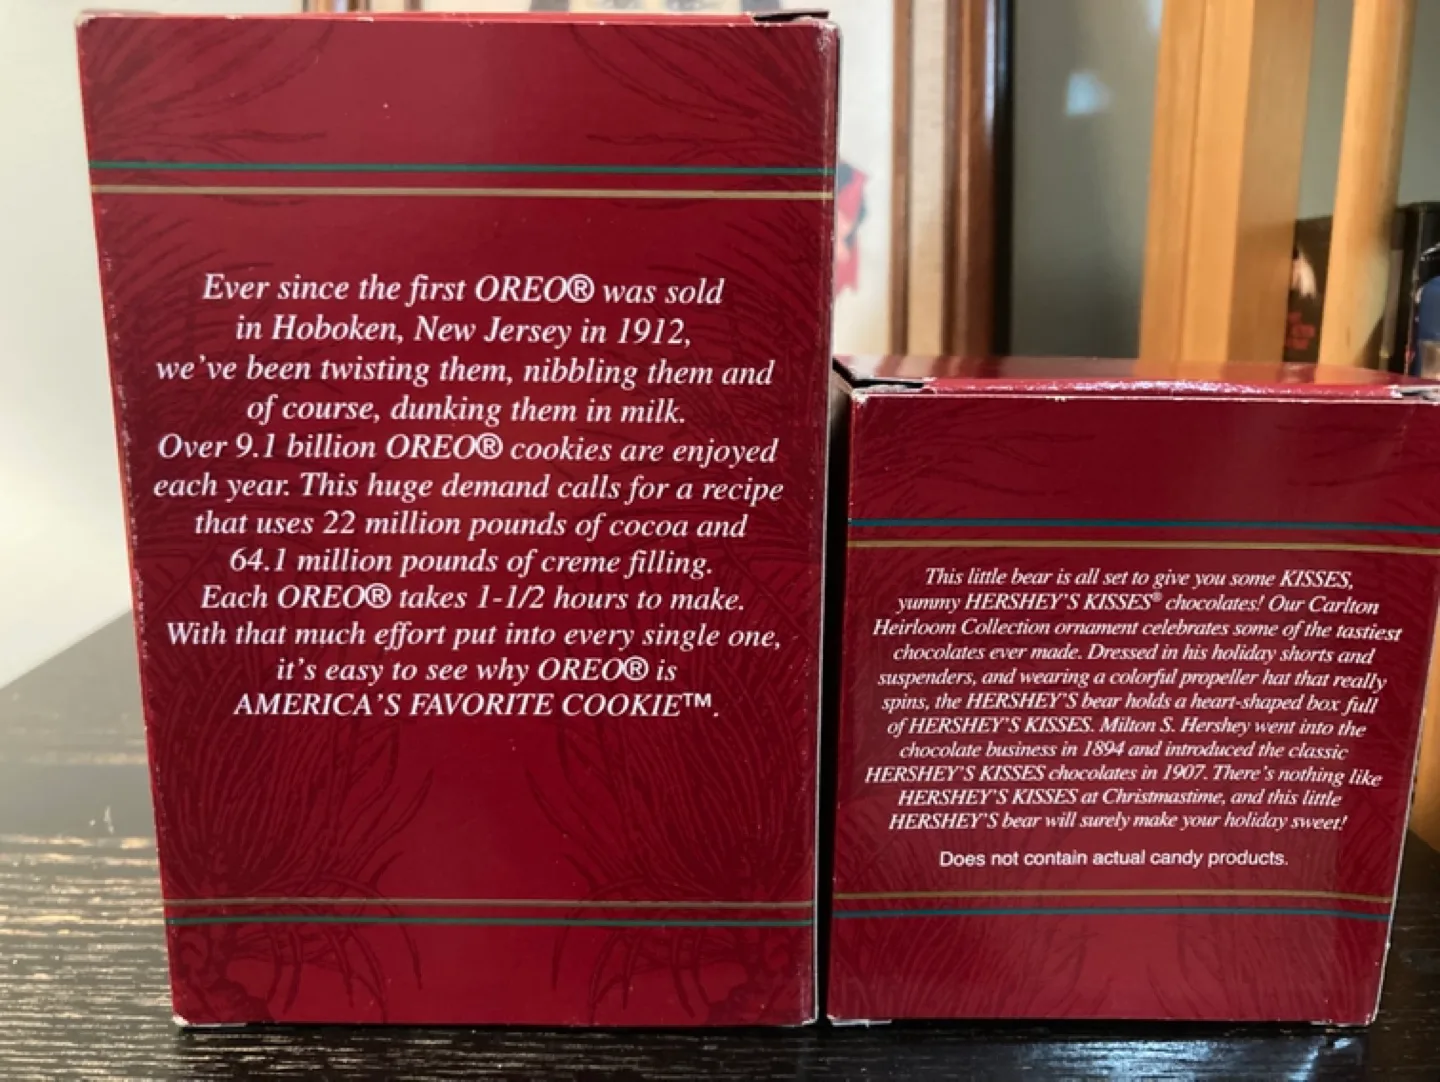 Ever since the first OREO® was sold
in Hoboken, New Jersey in 1912,
we've been twisting them, nibbling them and
of course, dunking them in milk.
Over 9.1 billion OREO® cookies are enjoyed
each year. This huge demand calls for a recipe
that uses 22 million pounds of cocoa and
64.1 million pounds of creme filling.
Each OREO® takes 1-1/2 hours to make.
With that much effort put into every single one,
it's easy to see why OREO® is
AMERICA'S FAVORITE COOKIE™.
This little bear is all set to give you some KISSES,
yummy HERSHEY'S KISSES® chocolates! Our Carlton
Heirloom Collection ornament celebrates some of the tastiest
chocolates ever made. Dressed in his holiday shorts and
suspenders, and wearing a colorful propeller hat that really
spins, the HERSHEY'S bear holds a heart-shaped box full
of HERSHEY'S KISSES. Milton S. Hershey went into the
chocolate business in 1894 and introduced the classic
HERSHEY'S KISSES chocolates in 1907. There's nothing like
HERSHEY'S KISSES at Christmastime, and this little
HERSHEY'S bear will surely make your holiday sweet!
Does not contain actual candy products.